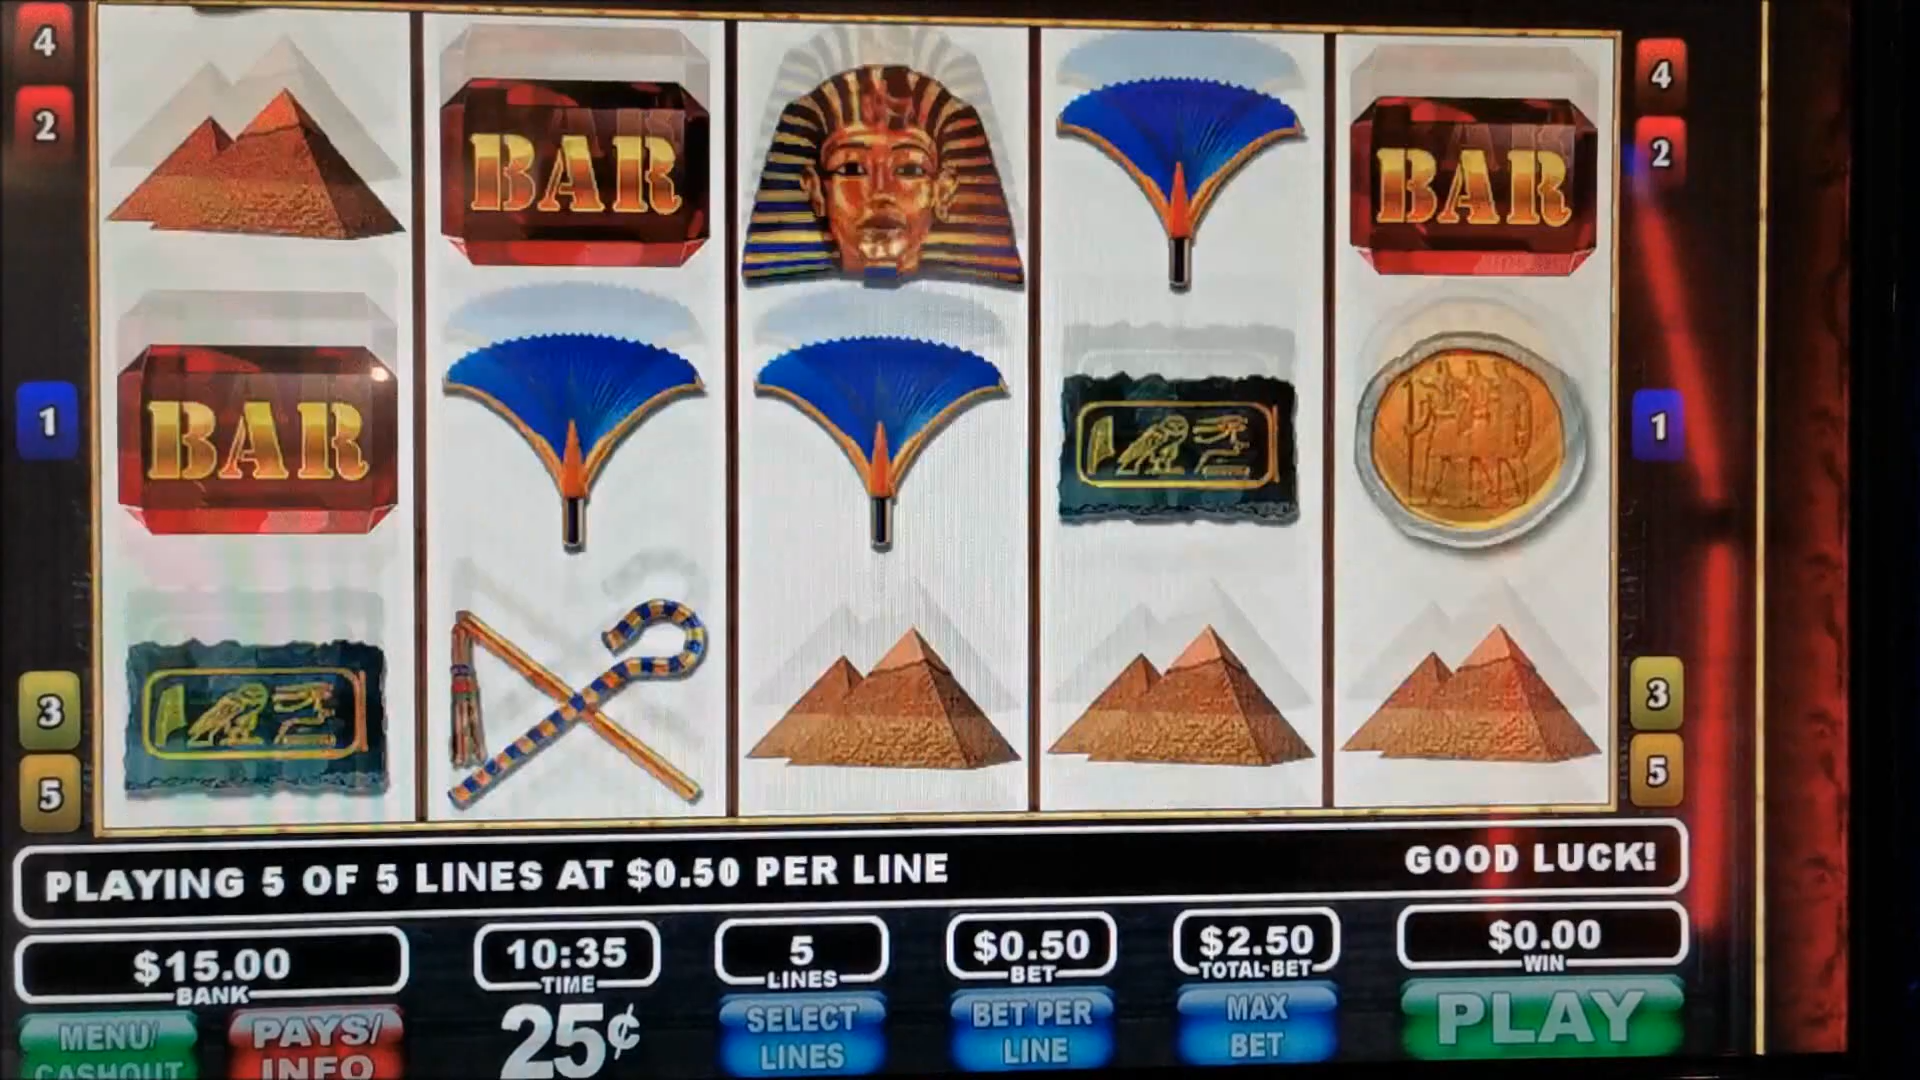 4
4
2
2
BAR
BAR
BAR
1
1
3
3
5
5
PLAYING 5 OF 5 LINES AT $0.50 PER LINE
GOOD LUCK!
$15.00
BANK
10:35
TIME
5
LINES
$0.50
BET
$2.50
TOTAL-BET
$0.00
WIN
MENU/
CASHOUT
PAYS/
INFO
25¢
SELECT
LINES
BET PER
LINE
MAX
BET
PLAY